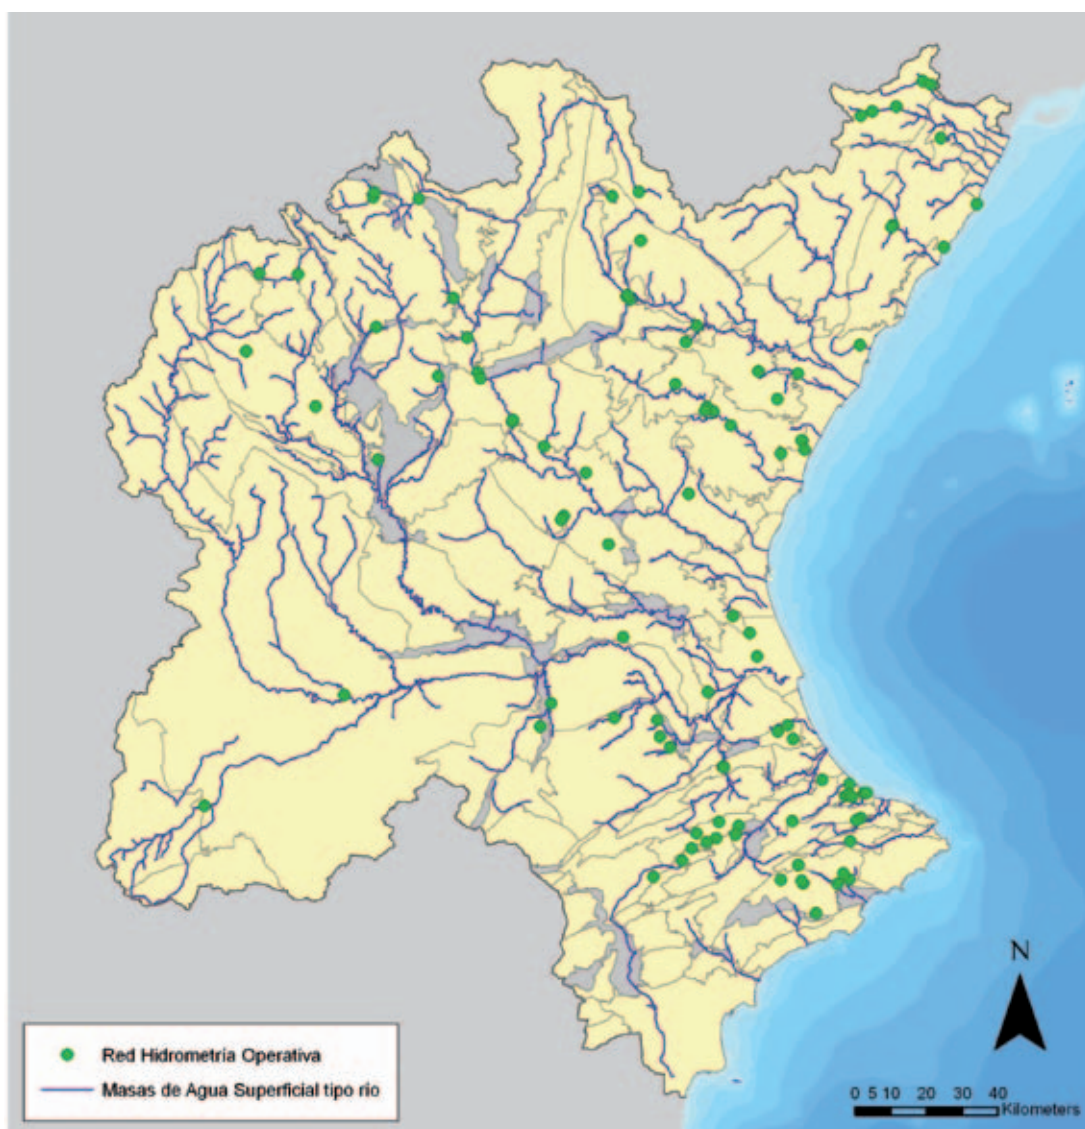 N
Red Hidrometría Operativa
Masas de Agua Superficial tipo río
0 5 10 20 30 40
Kilometers